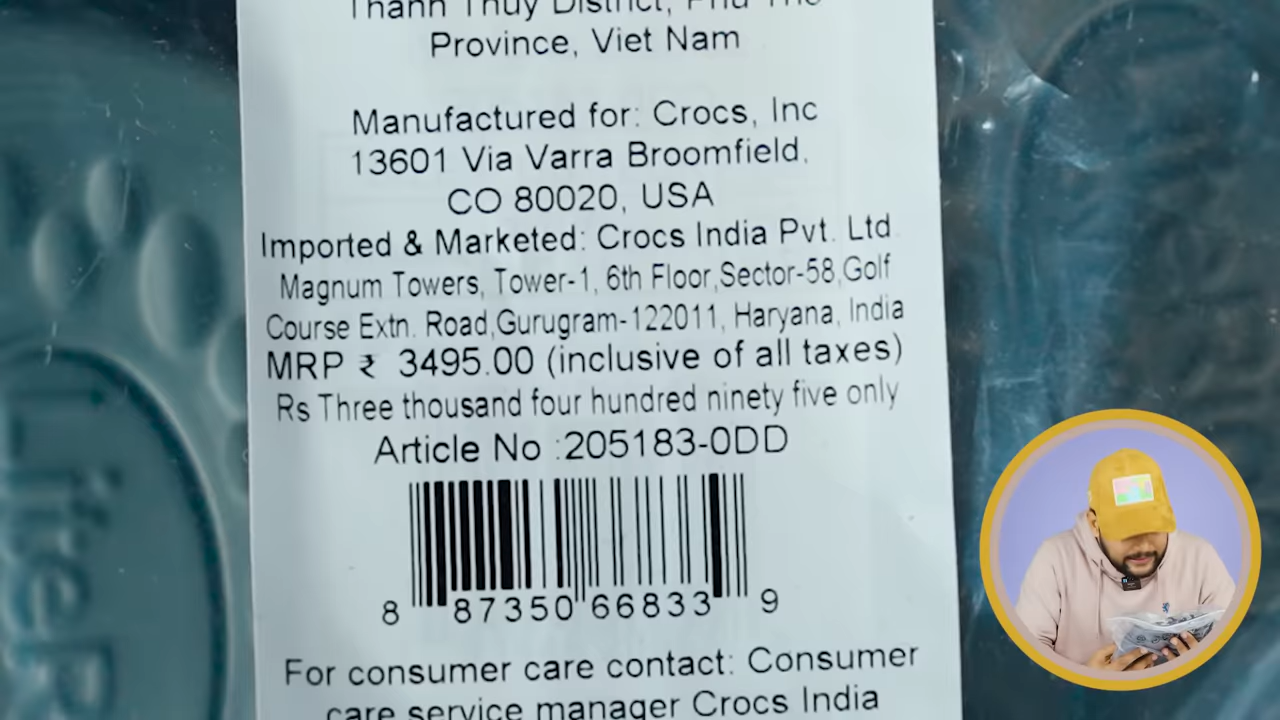 Thanh Thuy District, Phu Tho
Province, Viet Nam
Manufactured for: Crocs, Inc
13601 Via Varra Broomfield,
CO 80020, USA
Imported & Marketed: Crocs India Pvt. Ltd
Magnum Towers, Tower-1, 6th Floor,Sector-58,Golf
Course Extn. Road,Gurugram-122011, Haryana, India
MRP ₹ 3495.00 (inclusive of all taxes)
Rs Three thousand four hundred ninety five only
Article No :205183-0DD
8 87350 66833 9
For consumer care contact: Consumer
care service manager Crocs India
LiteR